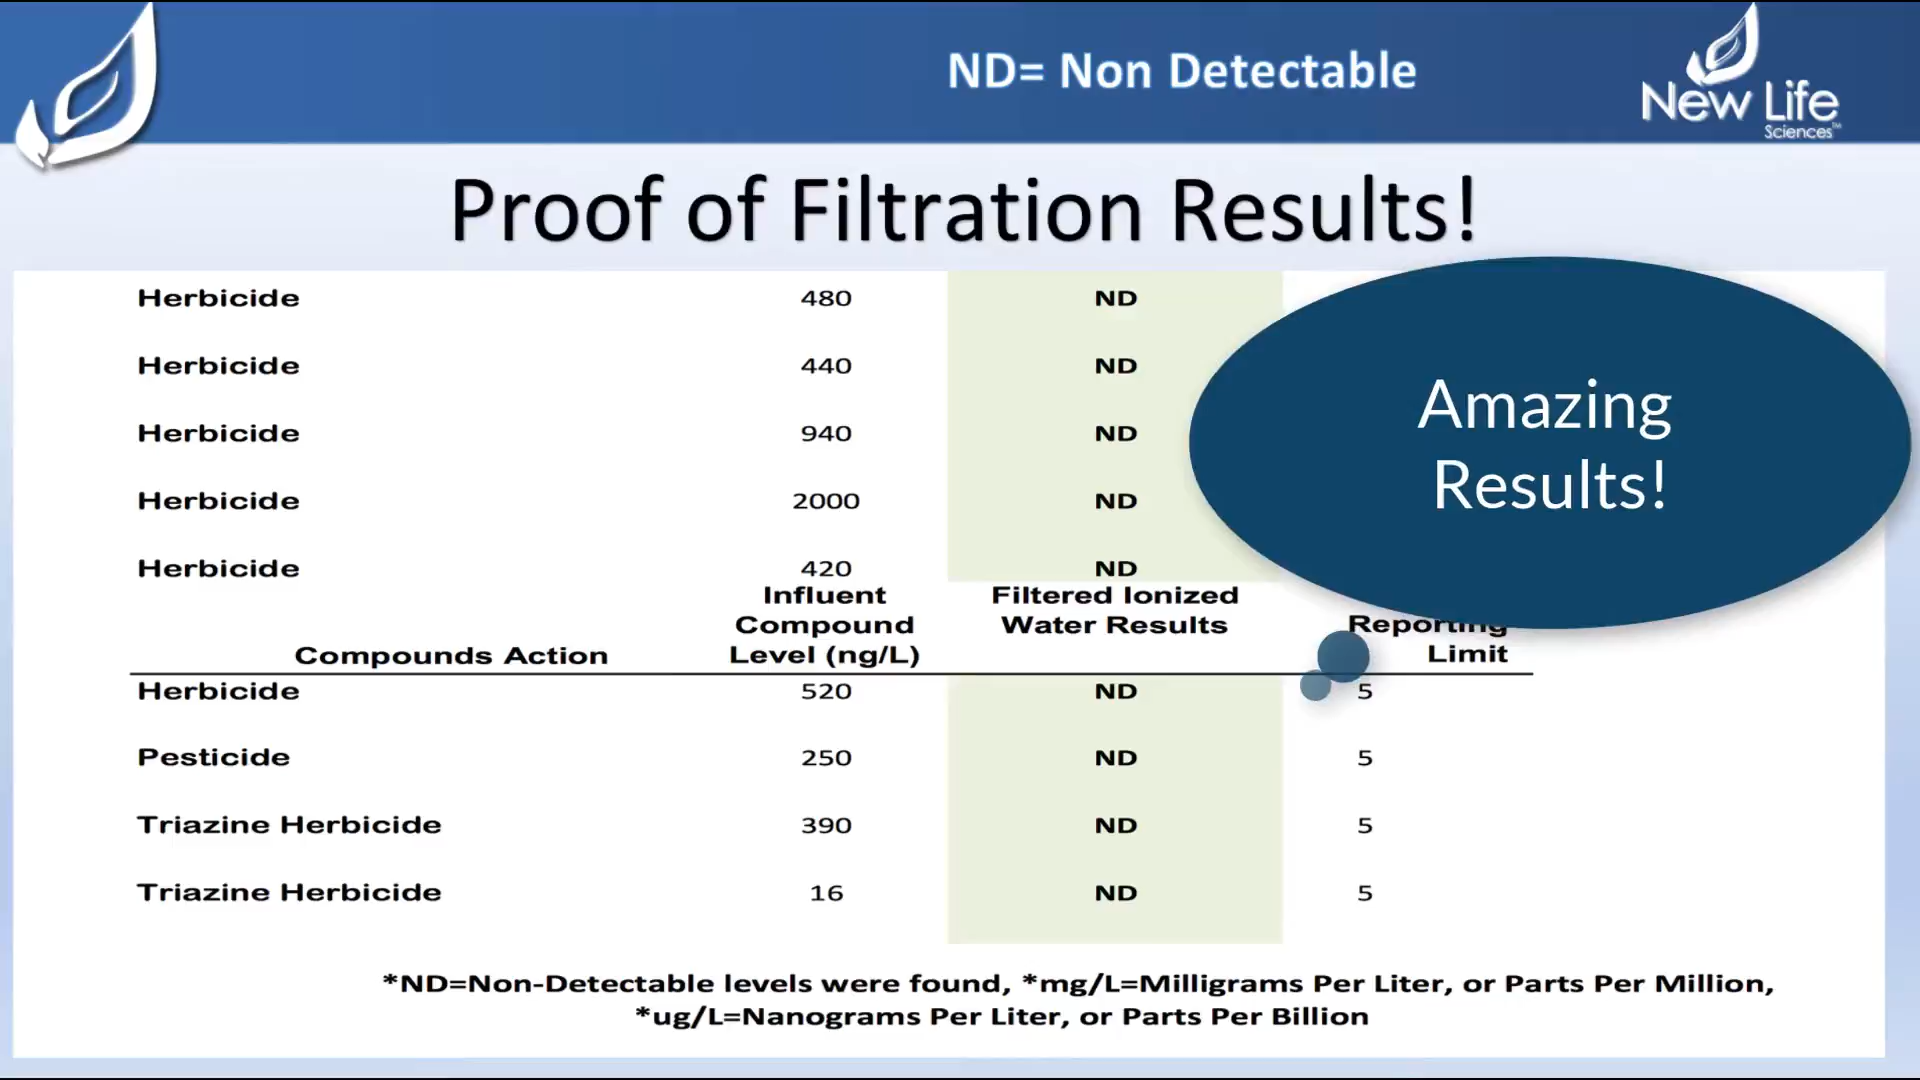 ND= Non Detectable
New Life
Sciences™
Proof of Filtration Results!
Herbicide 480 ND
Herbicide 440 ND
Herbicide 940 ND
Herbicide 2000 ND
Herbicide 420 ND
Amazing
Results!
Influent Filtered Ionized
Compound Water Results Reporting
Compounds Action Level (ng/L) Limit
Herbicide 520 ND 5
Pesticide 250 ND 5
Triazine Herbicide 390 ND 5
Triazine Herbicide 16 ND 5
*ND=Non-Detectable levels were found, *mg/L=Milligrams Per Liter, or Parts Per Million,
*ug/L=Nanograms Per Liter, or Parts Per Billion